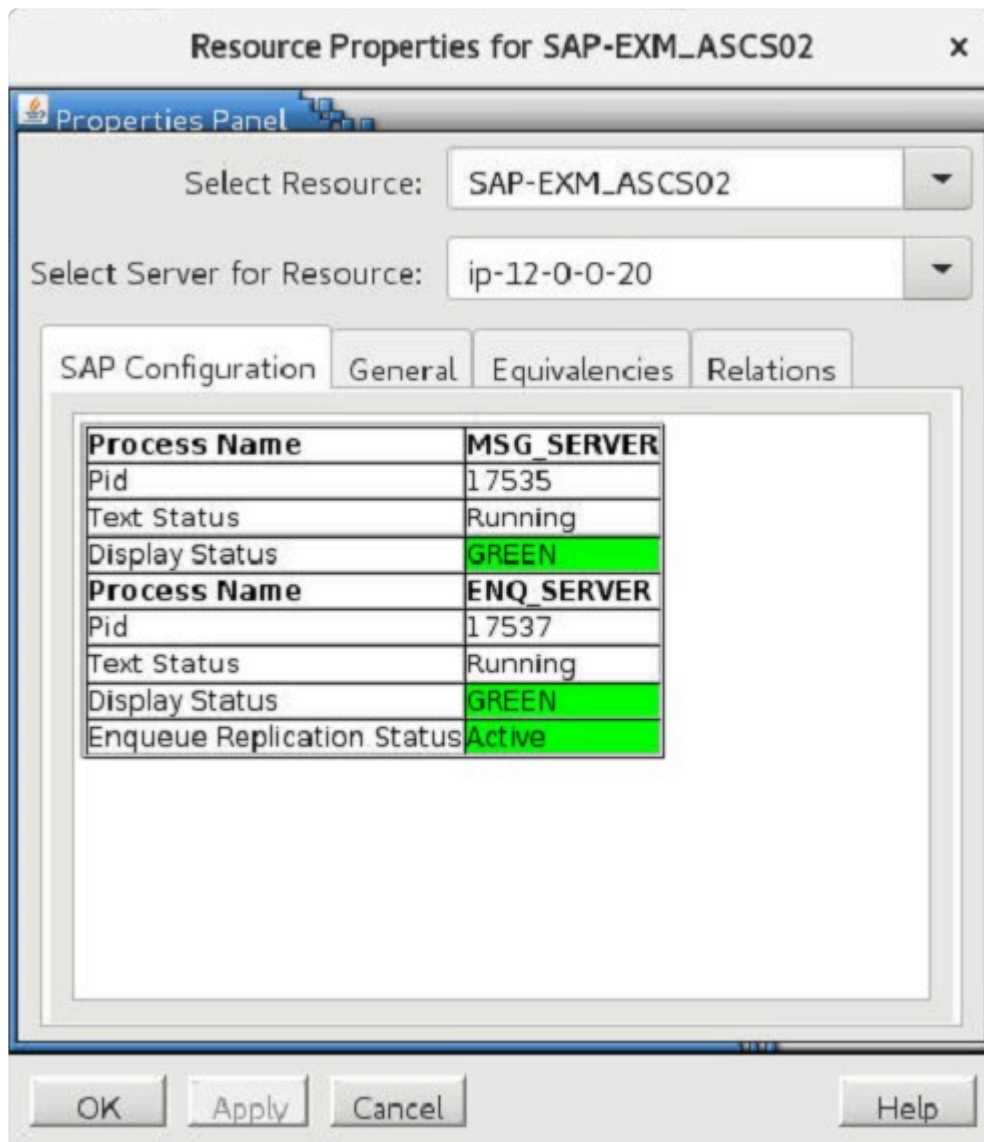 Resource Properties for SAP-EXM_ASCS02 x
Properties Panel
Select Resource: SAP-EXM_ASCS02
Select Server for Resource: ip-12-0-0-20
SAP Configuration General Equivalencies Relations
Process Name MSG_SERVER
Pid 17535
Text Status Running
Display Status GREEN
Process Name ENQ_SERVER
Pid 17537
Text Status Running
Display Status GREEN
Enqueue Replication Status Active
OK Apply Cancel Help